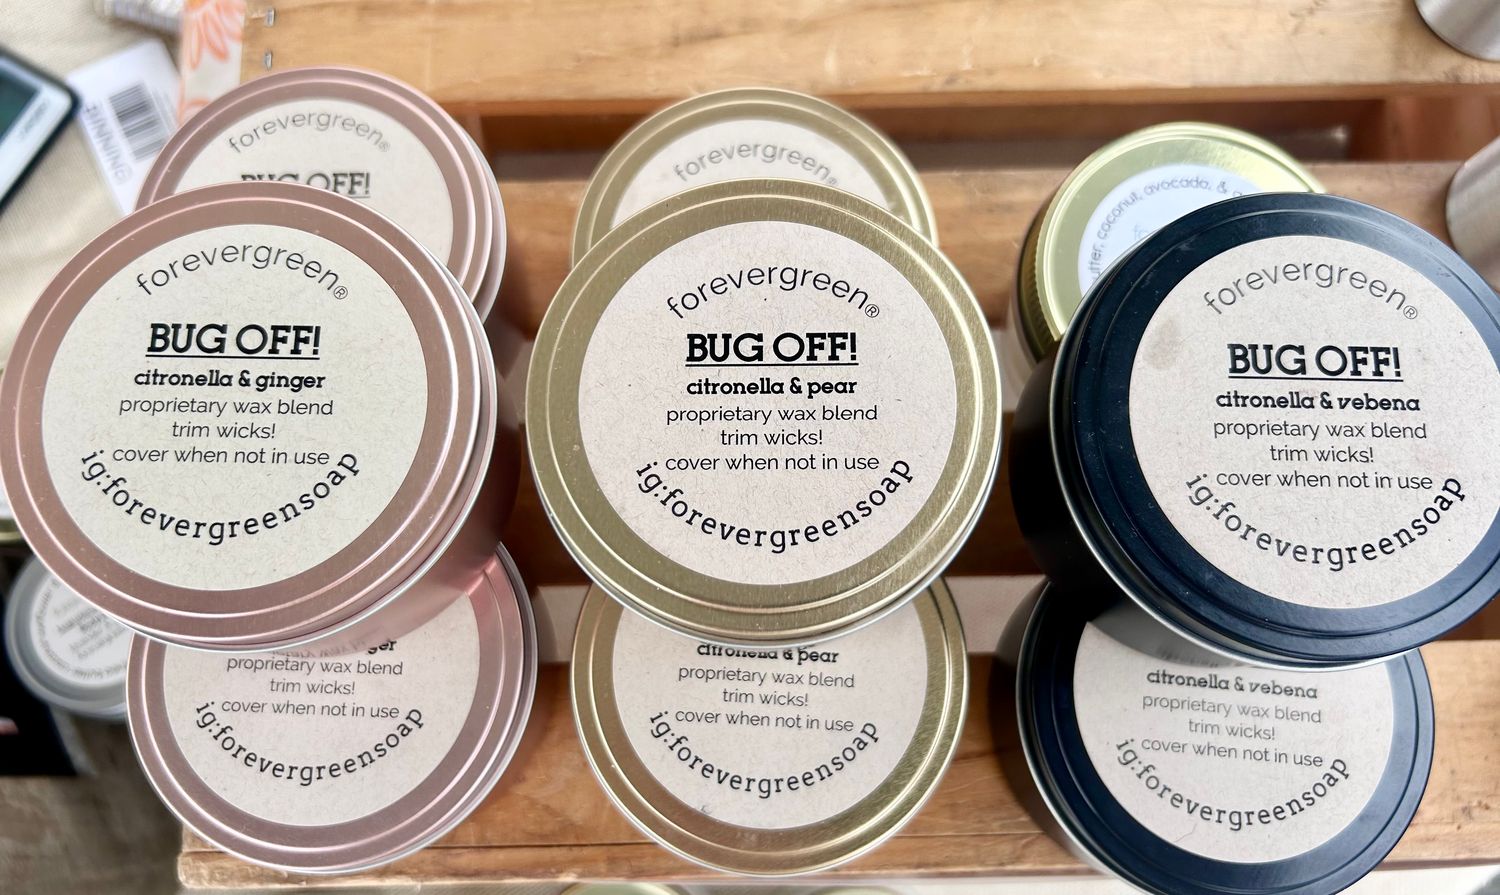 forevergreen®
BUG OFF!
forevergreen®
coconut, avocado, &
forevergreen®
BUG OFF!
citronella & ginger
proprietary wax blend
trim wicks!
cover when not in use
ig:forevergreensoap
forevergreen®
BUG OFF!
citronella & pear
proprietary wax blend
trim wicks!
cover when not in use
ig:forevergreensoap
forevergreen®
BUG OFF!
citronella & vebena
proprietary wax blend
trim wicks!
cover when not in use
ig:forevergreensoap
proprietary wax blend
trim wicks!
cover when not in use
ig:forevergreensoap
citronella & pear
proprietary wax blend
trim wicks!
cover when not in use
ig:forevergreensoap
citronella & vebena
proprietary wax blend
trim wicks!
cover when not in use
ig:forevergreensoap